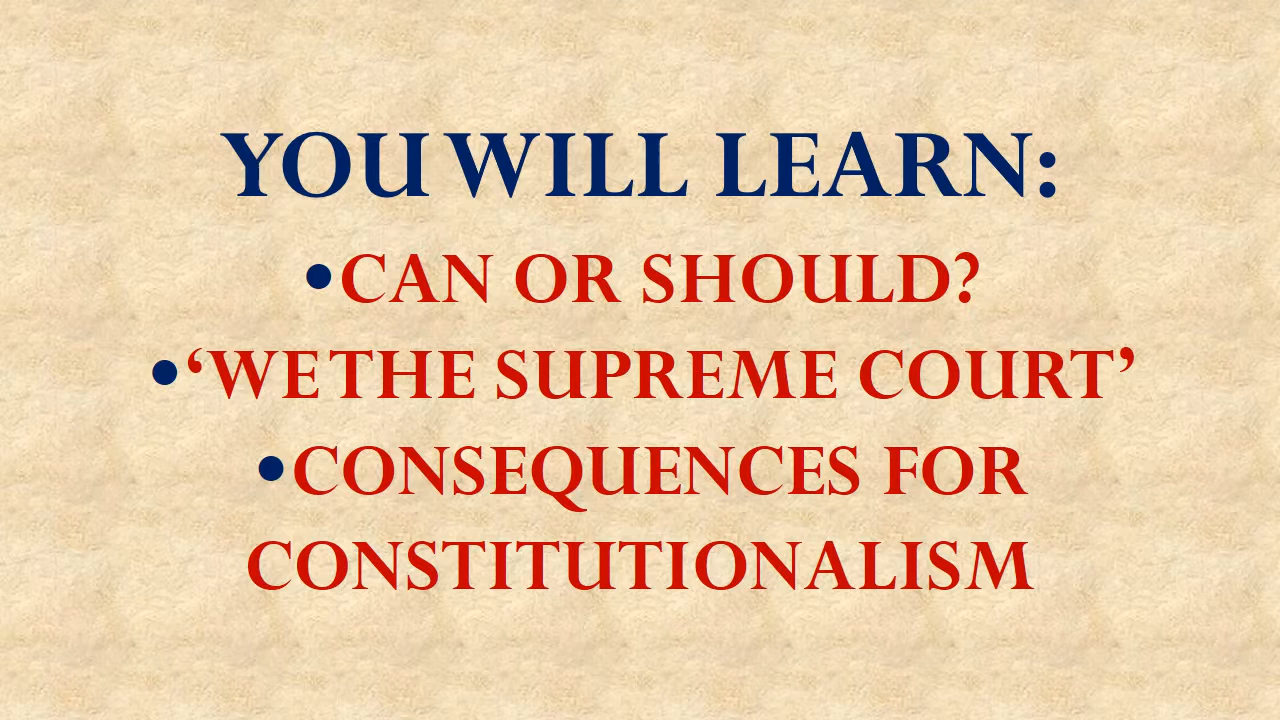 YOU WILL LEARN:
•CAN OR SHOULD?
•‘WE THE SUPREME COURT’
•CONSEQUENCES FOR
CONSTITUTIONALISM